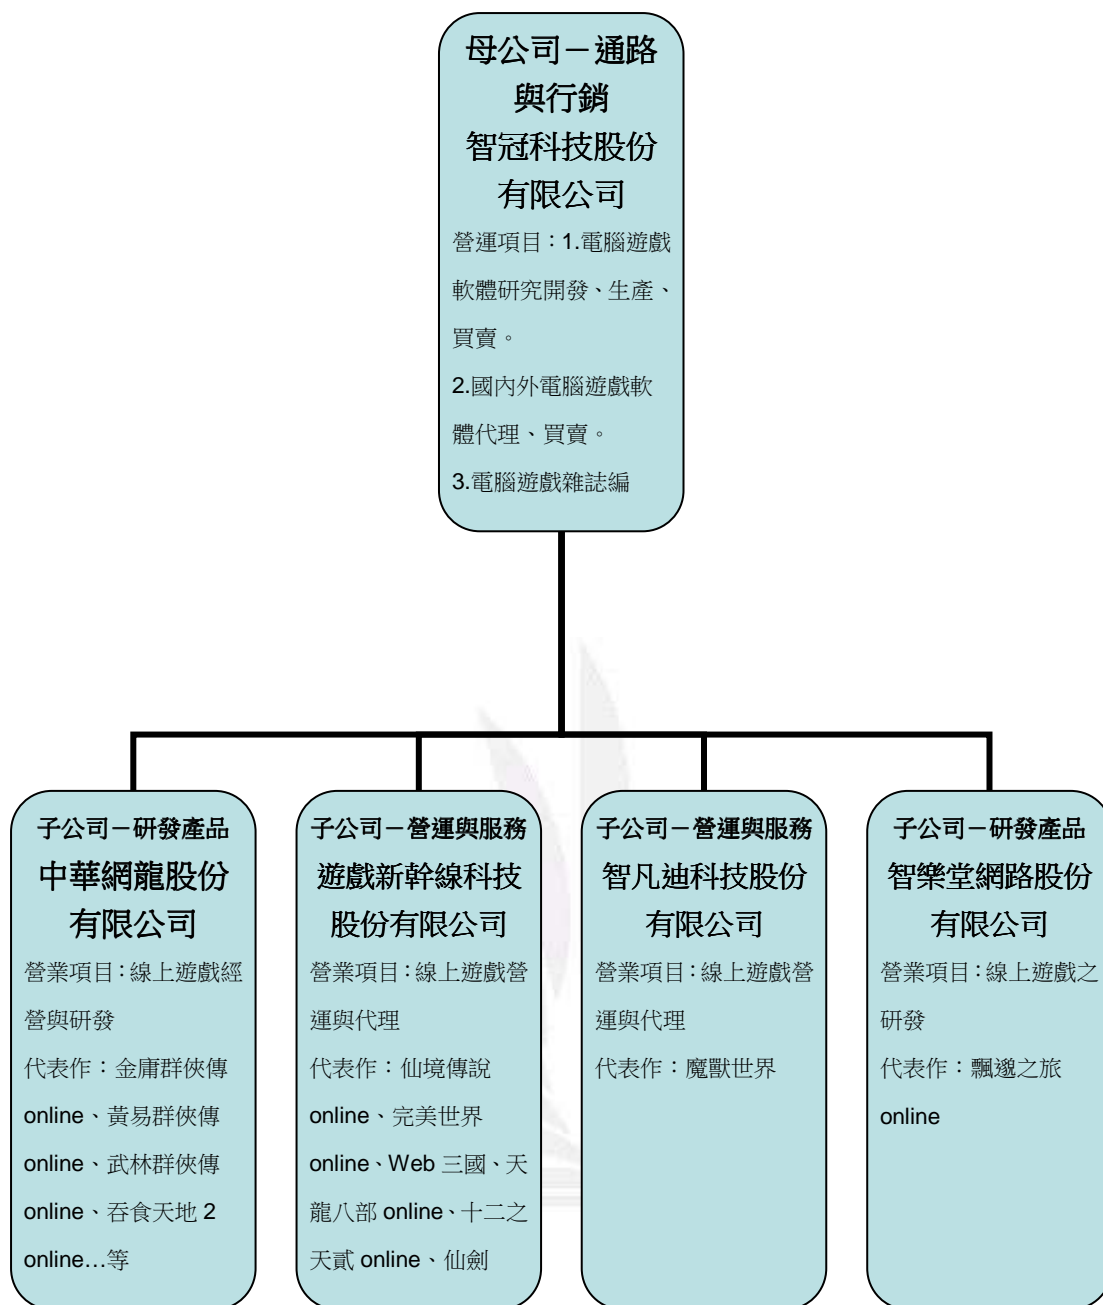 母公司－通路
與行銷
智冠科技股份
有限公司
營運項目：1.電腦遊戲
軟體研究開發、生產、
買賣。
2.國內外電腦遊戲軟
體代理、買賣。
3.電腦遊戲雜誌編
子公司－研發產品
中華網龍股份
有限公司
營業項目：線上遊戲經
營與研發
代表作：金庸群俠傳
online、黃易群俠傳
online、武林群俠傳
online、吞食天地 2
online…等
子公司－營運與服務
遊戲新幹線科技
股份有限公司
營業項目：線上遊戲營
運與代理
代表作：仙境傳說
online、完美世界
online、Web 三國、天
龍八部 online、十二之
天貳 online、仙劍
子公司－營運與服務
智凡迪科技股份
有限公司
營業項目：線上遊戲營
運與代理
代表作：魔獸世界
子公司－研發產品
智樂堂網路股份
有限公司
營業項目：線上遊戲之
研發
代表作：飄邈之旅
online